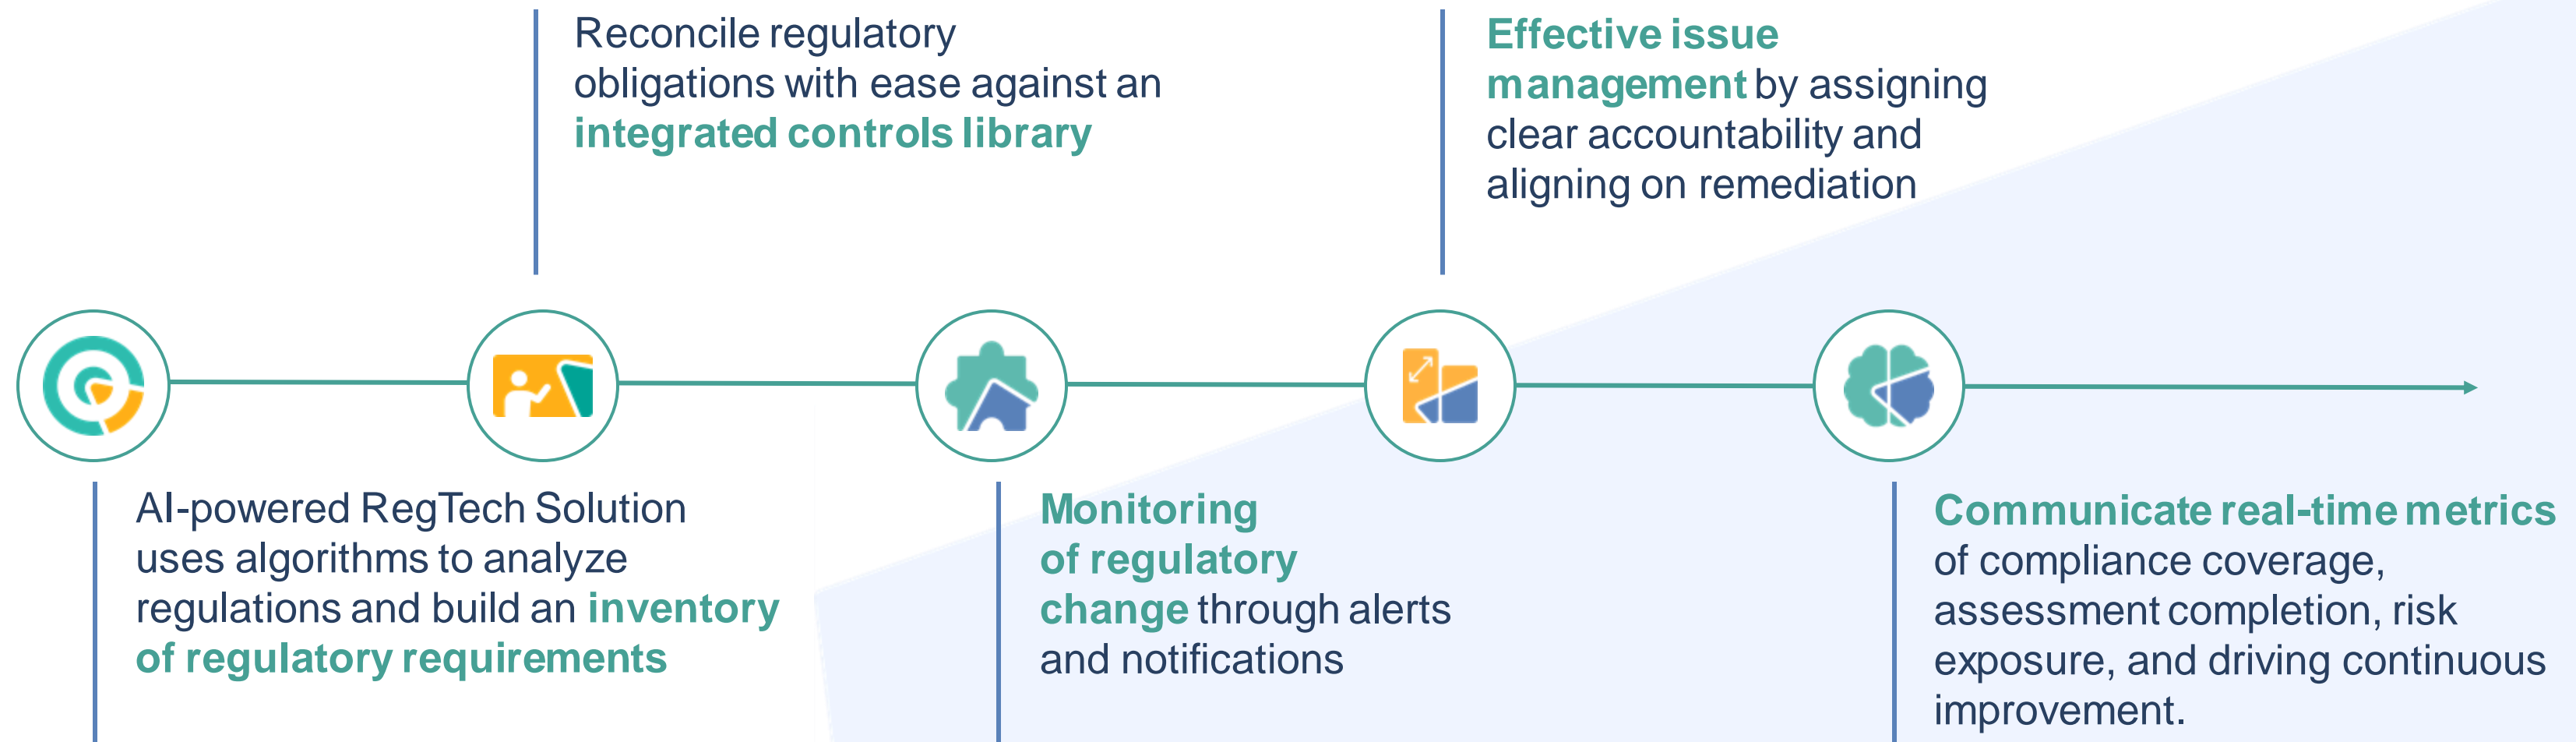 Reconcile regulatory
obligations with ease against an
integrated controls library
Effective issue
management by assigning
clear accountability and
aligning on remediation
AI-powered RegTech Solution
uses algorithms to analyze
regulations and build an inventory
of regulatory requirements
Monitoring
of regulatory
change through alerts
and notifications
Communicate real-time metrics
of compliance coverage,
assessment completion, risk
exposure, and driving continuous
improvement.